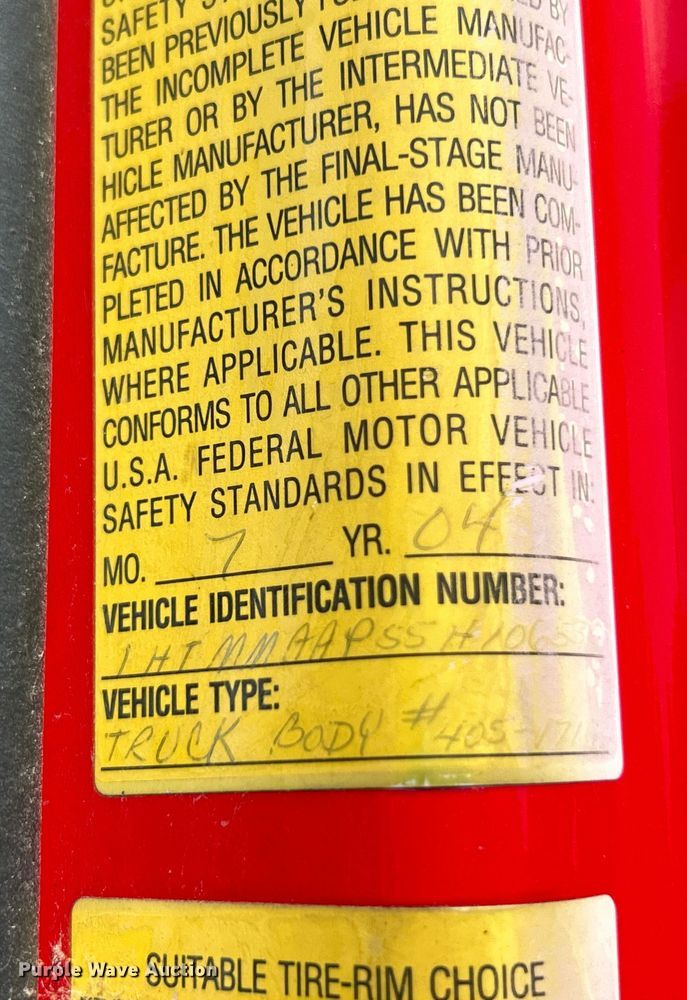 SAFETY
BEEN PREVIOUSLY BY
THE INCOMPLETE VEHICLE MANUFAC-
TURER OR BY THE INTERMEDIATE VE-
HICLE MANUFACTURER, HAS NOT BEEN
AFFECTED BY THE FINAL-STAGE MANU-
FACTURE. THE VEHICLE HAS BEEN COM-
PLETED IN ACCORDANCE WITH PRIOR
MANUFACTURER'S INSTRUCTIONS,
WHERE APPLICABLE. THIS VEHICLE
CONFORMS TO ALL OTHER APPLICABLE
U.S.A. FEDERAL MOTOR VEHICLE
SAFETY STANDARDS IN EFFECT IN:
MO. 7 YR. 04
VEHICLE IDENTIFICATION NUMBER:
VEHICLE TYPE:
TRUCK BODY #
SUITABLE TIRE-RIM CHOICE
Purple Wave Auction